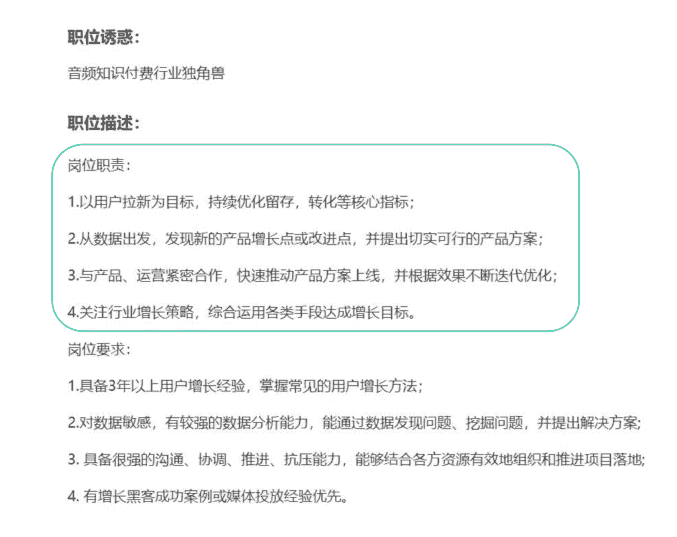 职位诱惑：
音频知识付费行业独角兽
职位描述：
岗位职责：
1.以用户拉新为目标，持续优化留存，转化等核心指标；
2.从数据出发，发现新的产品增长点或改进点，并提出切实可行的产品方案；
3.与产品、运营紧密合作，快速推动产品方案上线，并根据效果不断迭代优化；
4.关注行业增长策略，综合运用各类手段达成增长目标。
岗位要求：
1.具备3年以上用户增长经验，掌握常见的用户增长方法；
2.对数据敏感，有较强的数据分析能力，能通过数据发现问题、挖掘问题，并提出解决方案;
3. 具备很强的沟通、协调、推进、抗压能力，能够结合各方资源有效地组织和推进项目落地;
4. 有增长黑客成功案例或媒体投放经验优先。